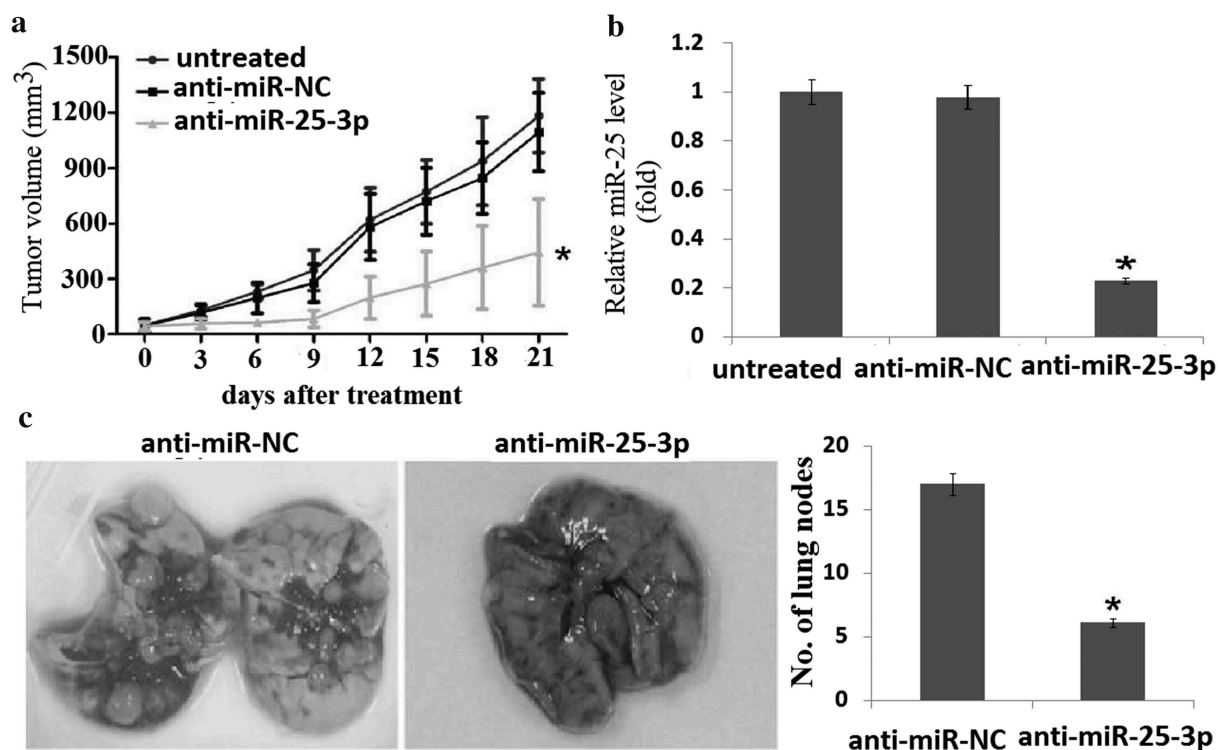 a
1500
1200
900
600
300
0
Tumor volume (mm³)
untreated
anti-miR-NC
anti-miR-25-3p
*
0 3 6 9 12 15 18 21
days after treatment
b
1.2
1
0.8
0.6
0.4
0.2
0
Relative miR-25 level
(fold)
*
untreated anti-miR-NC anti-miR-25-3p
c
anti-miR-NC
anti-miR-25-3p
20
15
10
5
0
No. of lung nodes
*
anti-miR-NC anti-miR-25-3p